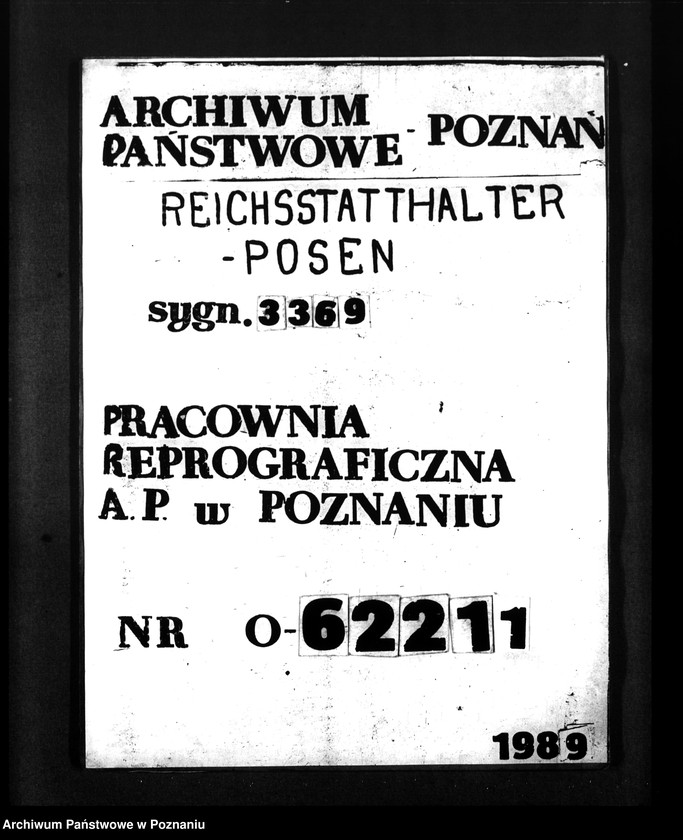 ARCHIWUM
PAŃSTWOWE - POZNAŃ
REICHSSTATTHALTER
-POSEN
sygn. 3369
PRACOWNIA
REPROGRAFICZNA
A.P. w POZNANIU
NR O-62211
1989
Archiwum Państwowe w Poznaniu